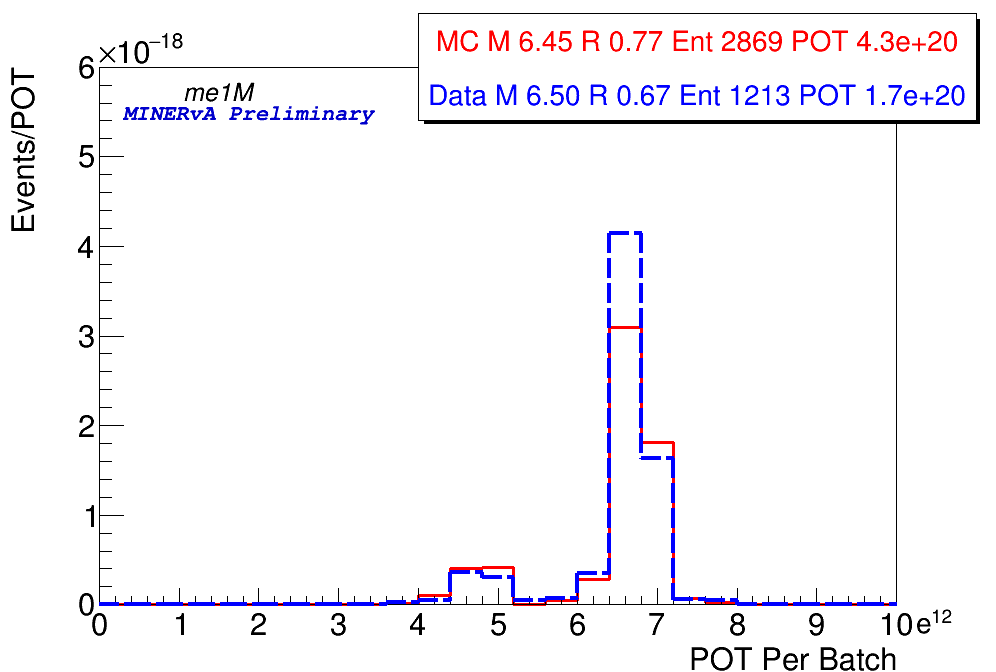 ×10⁻¹⁸
MC M 6.45 R 0.77 Ent 2869 POT 4.3e+20
Data M 6.50 R 0.67 Ent 1213 POT 1.7e+20
me1M
MINERvA Preliminary
Events/POT
6
5
4
3
2
1
0
0 1 2 3 4 5 6 7 8 9 10 e¹²
POT Per Batch